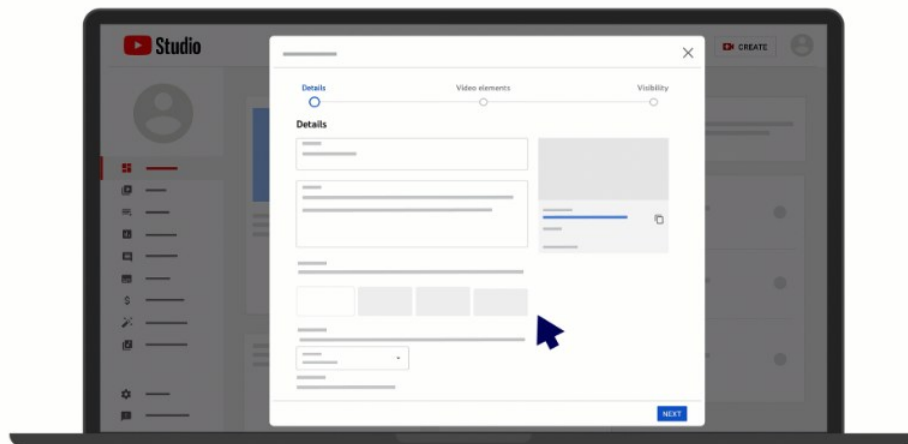 Studio
CREATE
Details
Video elements
Visibility
Details
NEXT